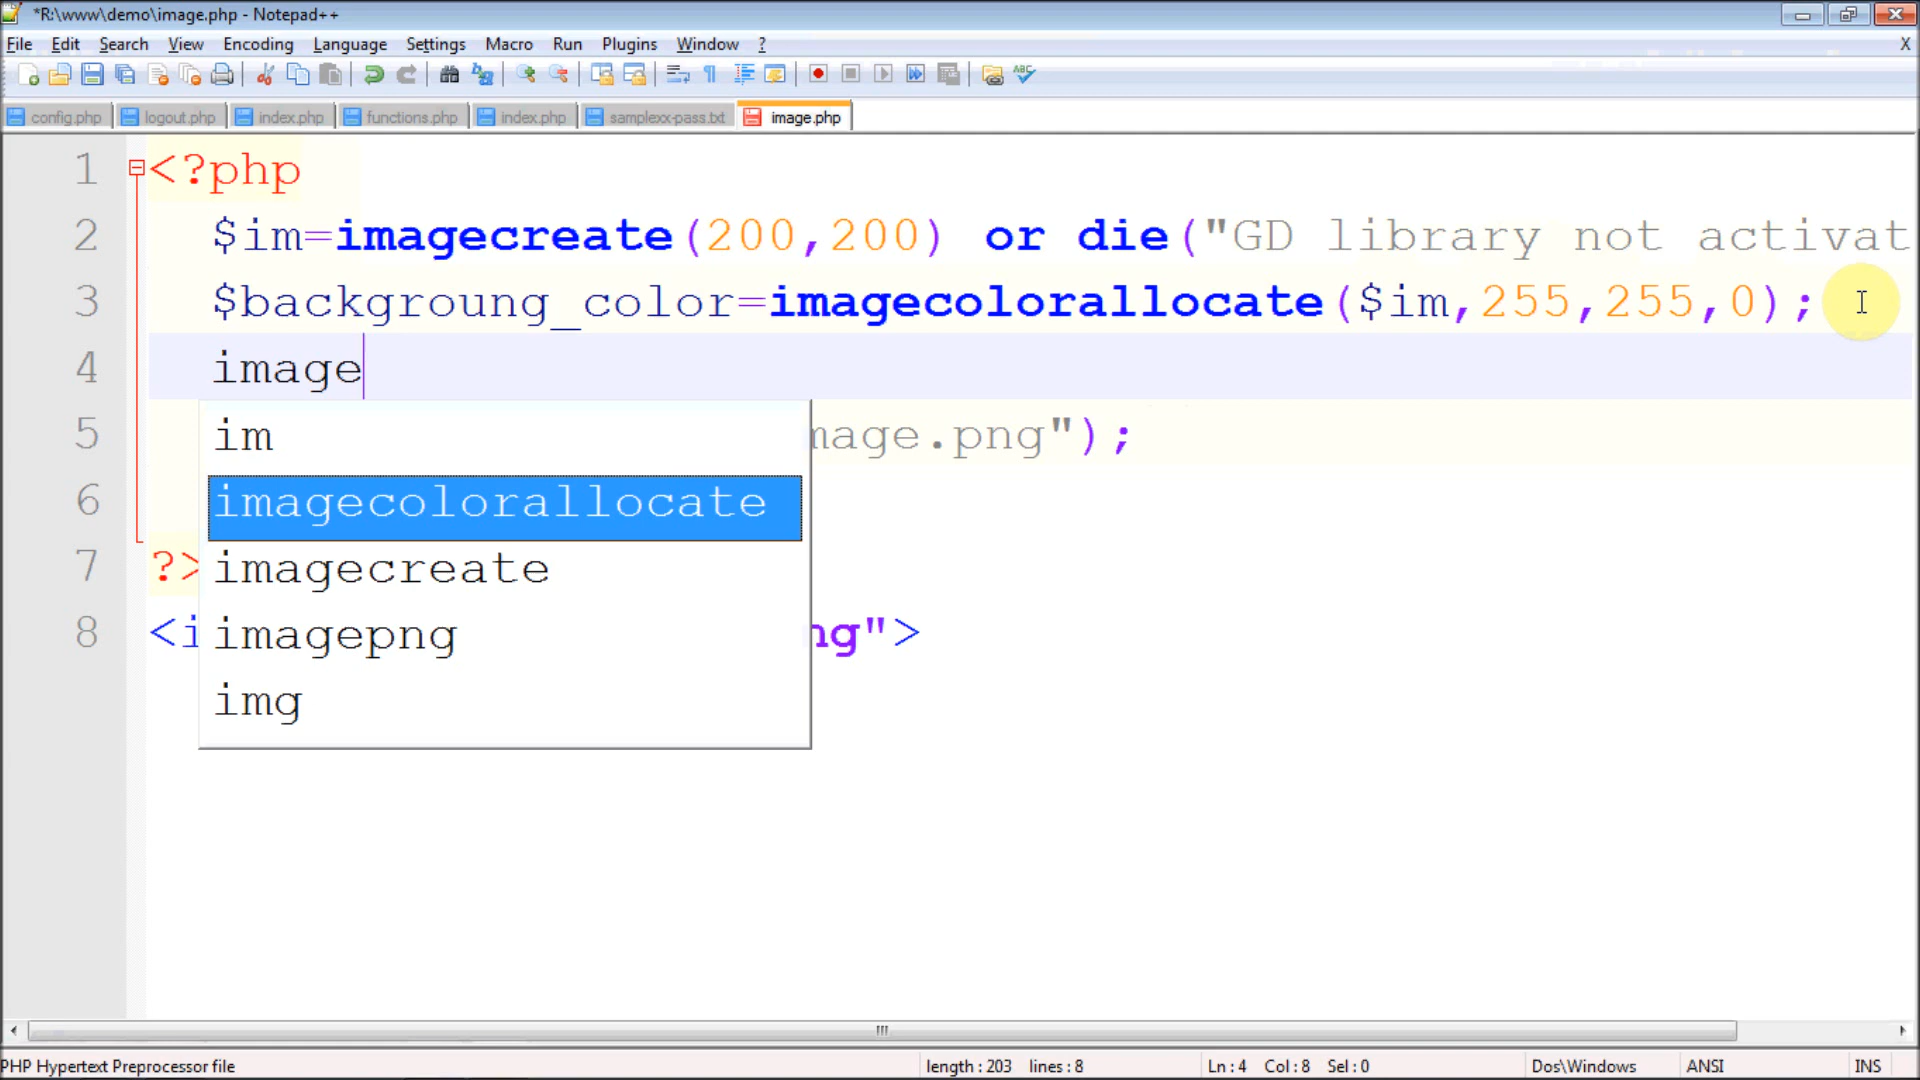 *R:\www\demo\image.php - Notepad++
File Edit Search View Encoding Language Settings Macro Run Plugins Window ? X
config.php logout.php index.php functions.php index.php samplexx-pass.txt image.php
1 <?php
2 $im=imagecreate(200,200) or die("GD library not activat
3 $backgroung_color=imagecolorallocate($im,255,255,0);
4 image
im
5 mage.png");
6 imagecolorallocate
7 ?> imagecreate
8 <i imagepng ng">
img
PHP Hypertext Preprocessor file length : 203 lines : 8 Ln : 4 Col : 8 Sel : 0 Dos\Windows ANSI INS